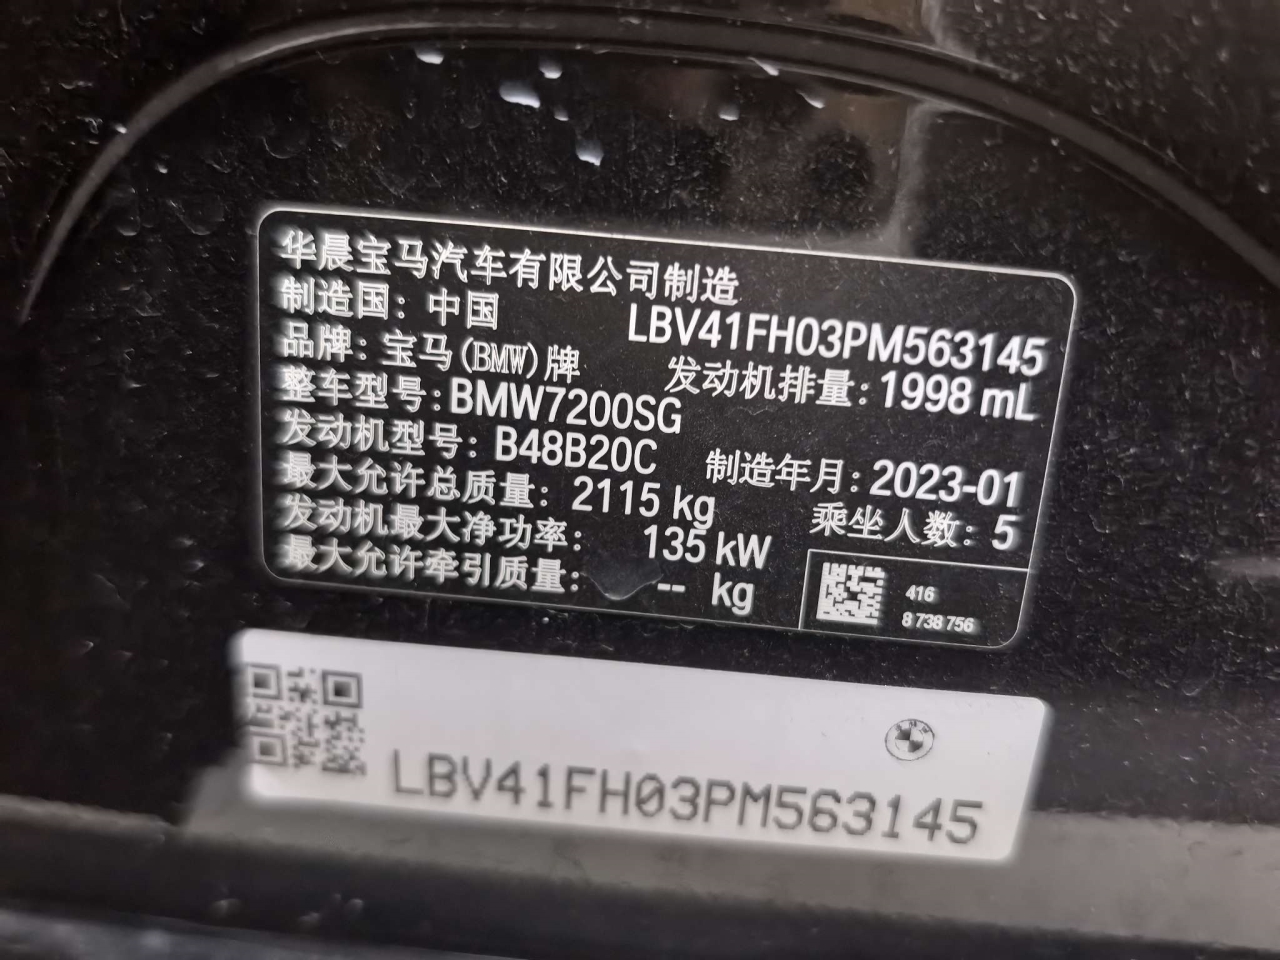 华晨宝马汽车有限公司制造
制造国：中国
LBV41FH03PM563145
品牌：宝马(BMW)牌
发动机排量：1998 mL
整车型号：BMW7200SG
发动机型号：B48B20C
制造年月：2023-01
最大允许总质量：2115 kg
乘坐人数：5
发动机最大净功率：135 kW
最大允许牵引质量：-- kg
416
8 738 756
BMW
LBV41FH03PM563145